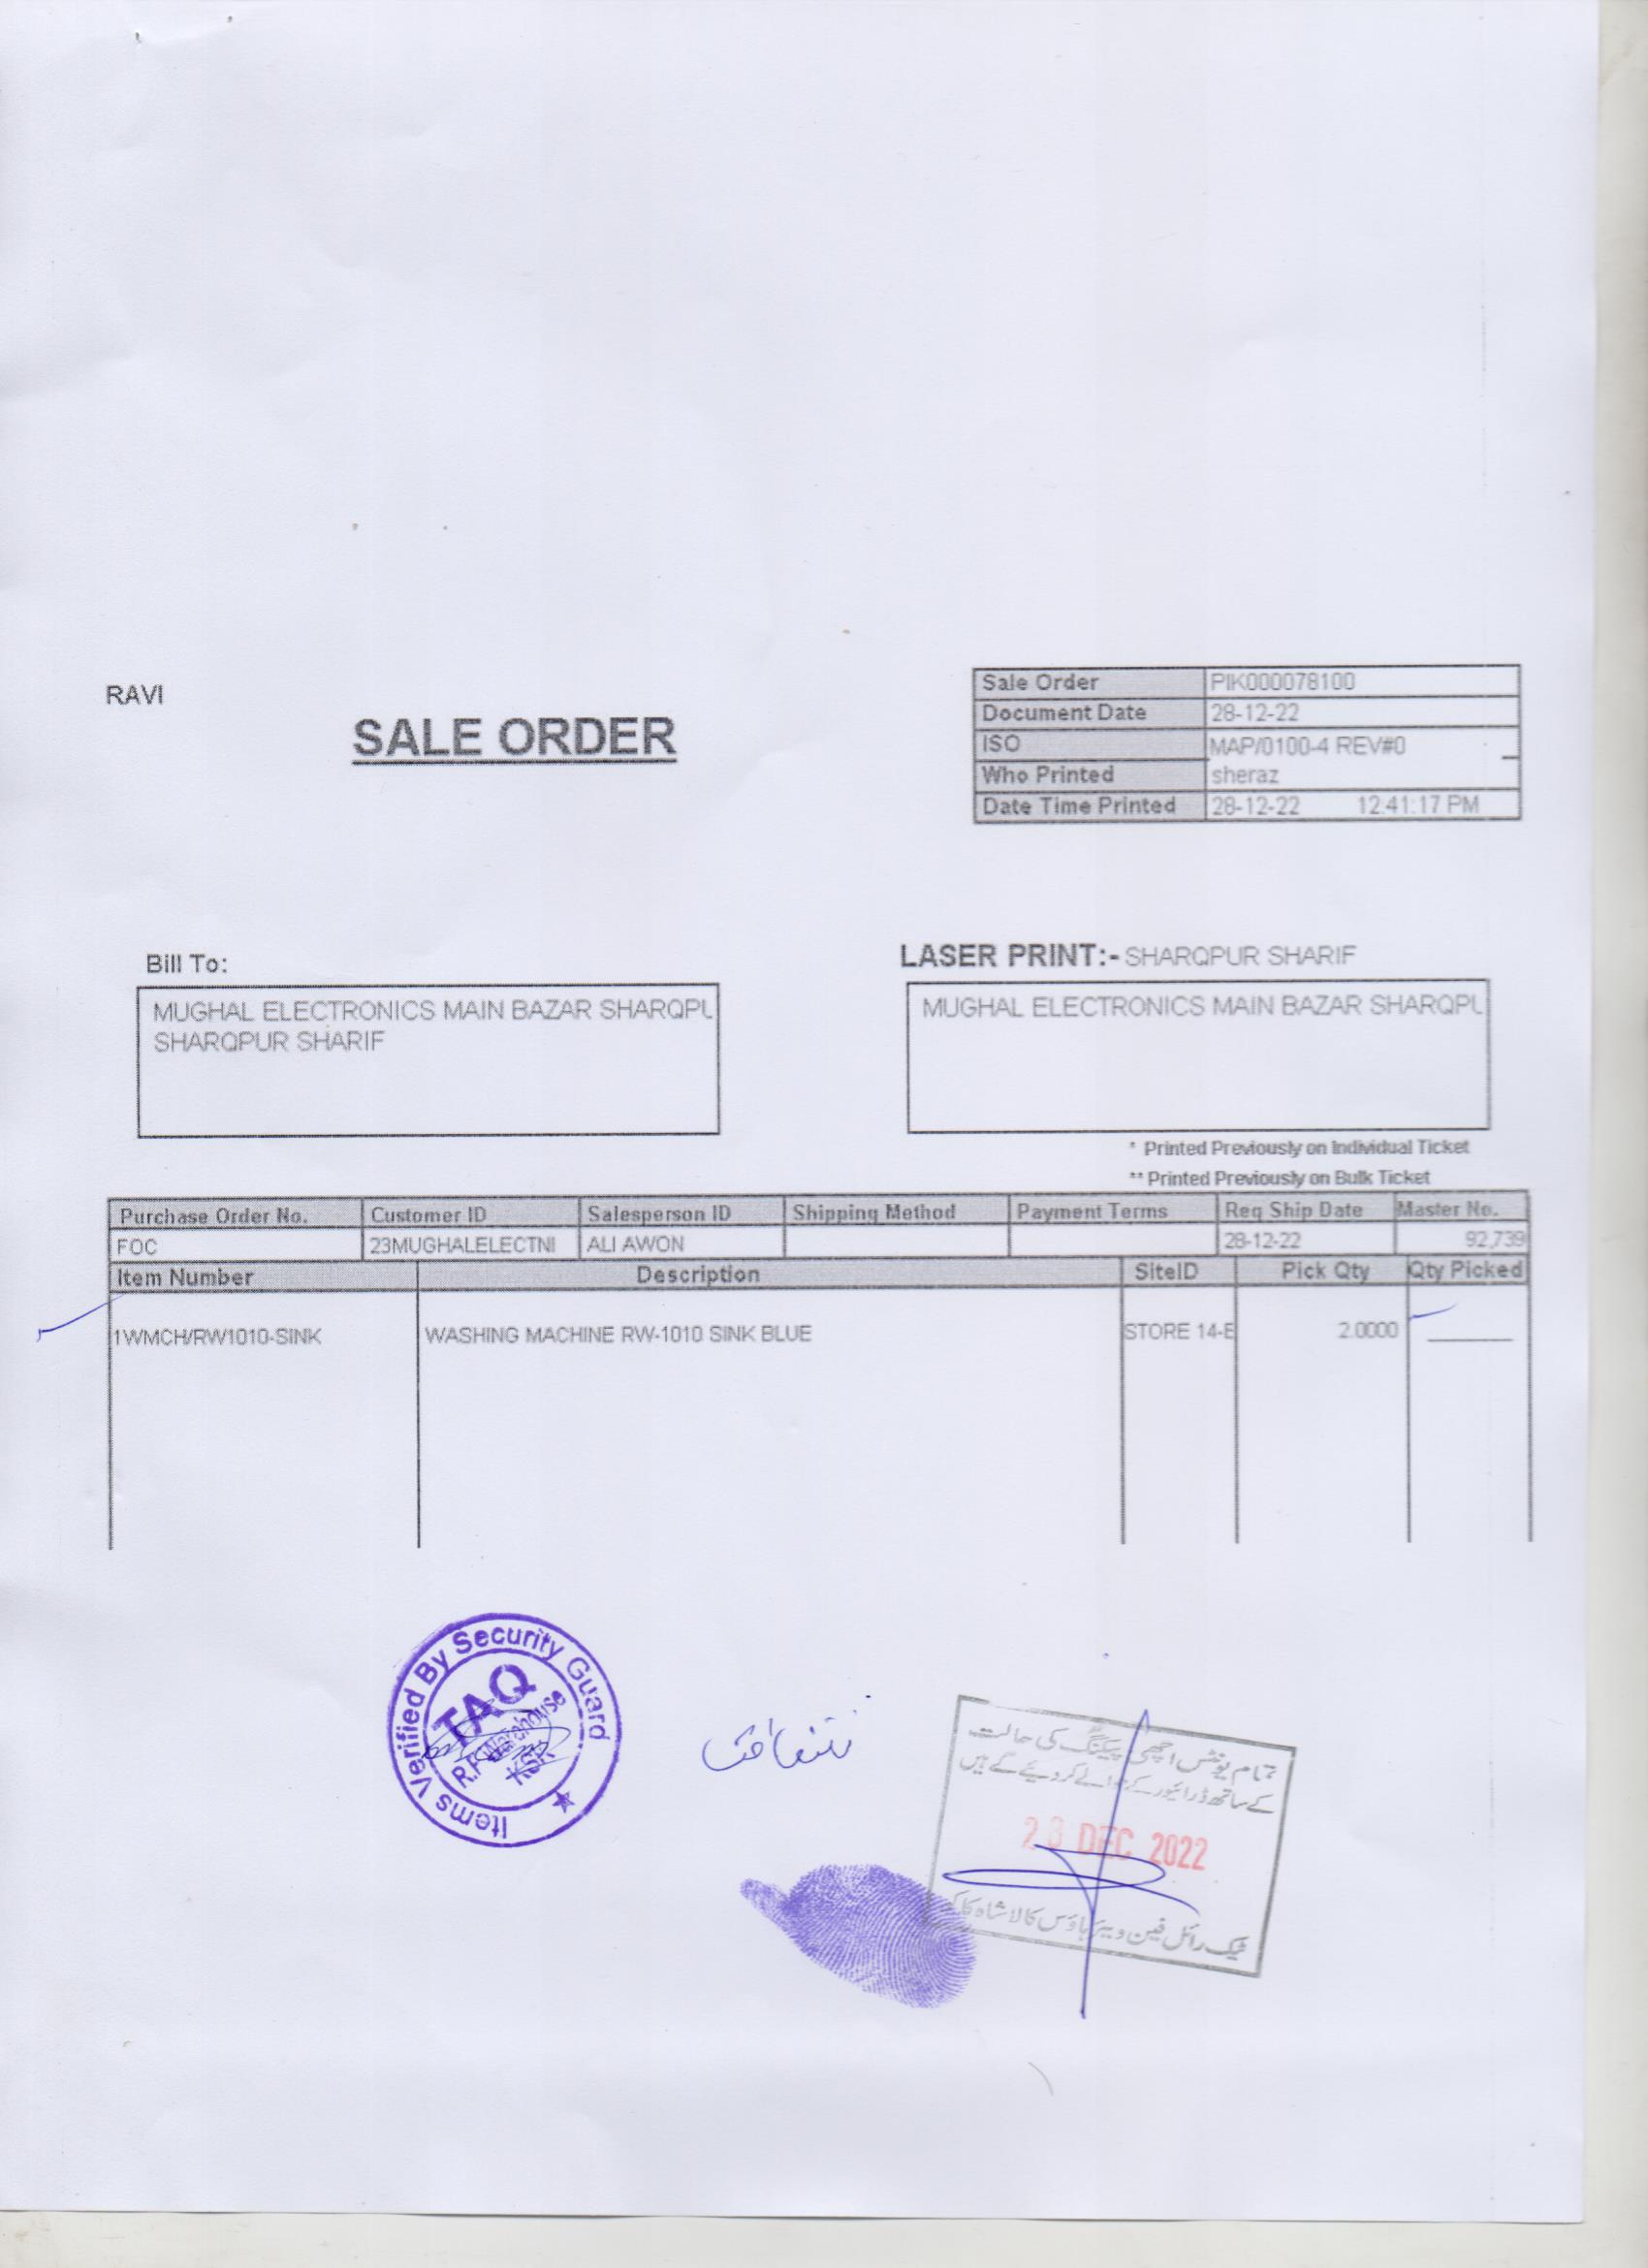 RAVI
SALE ORDER
Sale Order PIK000078100
Document Date 28-12-22
ISO MAP/0100-4 REV#0
Who Printed sheraz
Date Time Printed 28-12-22 12:41:17 PM
Bill To:
MUGHAL ELECTRONICS MAIN BAZAR SHARQPU
SHARQPUR SHARIF
LASER PRINT:- SHARQPUR SHARIF
MUGHAL ELECTRONICS MAIN BAZAR SHARQPU
* Printed Previously on Individual Ticket
** Printed Previously on Bulk Ticket
Purchase Order No. Customer ID Salesperson ID Shipping Method Payment Terms Req Ship Date Master No.
FOC 23MUGHALELECTNI ALI AWON 28-12-22 92,739
Item Number Description SiteID Pick Qty Qty Picked
1WMCH/RW1010-SINK WASHING MACHINE RW-1010 SINK BLUE STORE 14-E 2.0000
Items Verified By Security Guard
TAQ
R.F Warehouse
KSK
تمام یونٹس اچھی پیکنگ کی حالت
کے ساتھ ڈرائیور کے حوالے کر دیئے گئے ہیں
28 DEC 2022
ٹیک رائل فین ویئر ہاؤس کالا شاہ کاکو